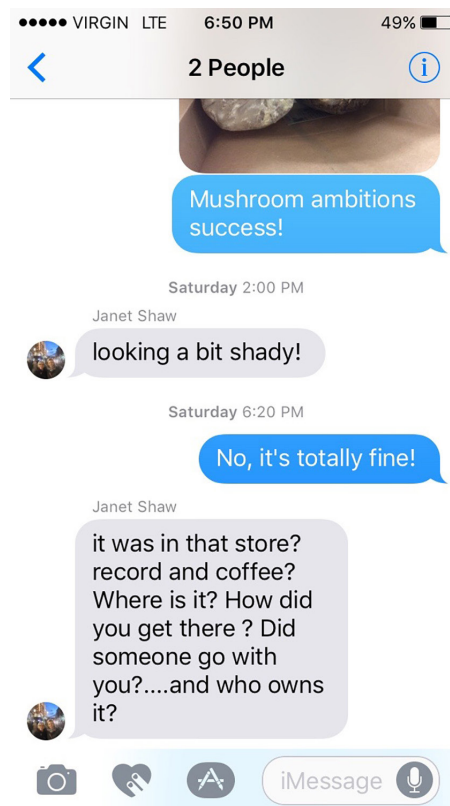 VIRGIN LTE 6:50 PM 49%
2 People
Mushroom ambitions
success!
Saturday 2:00 PM
Janet Shaw
looking a bit shady!
Saturday 6:20 PM
No, it's totally fine!
Janet Shaw
it was in that store?
record and coffee?
Where is it? How did
you get there ? Did
someone go with
you?....and who owns
it?
iMessage